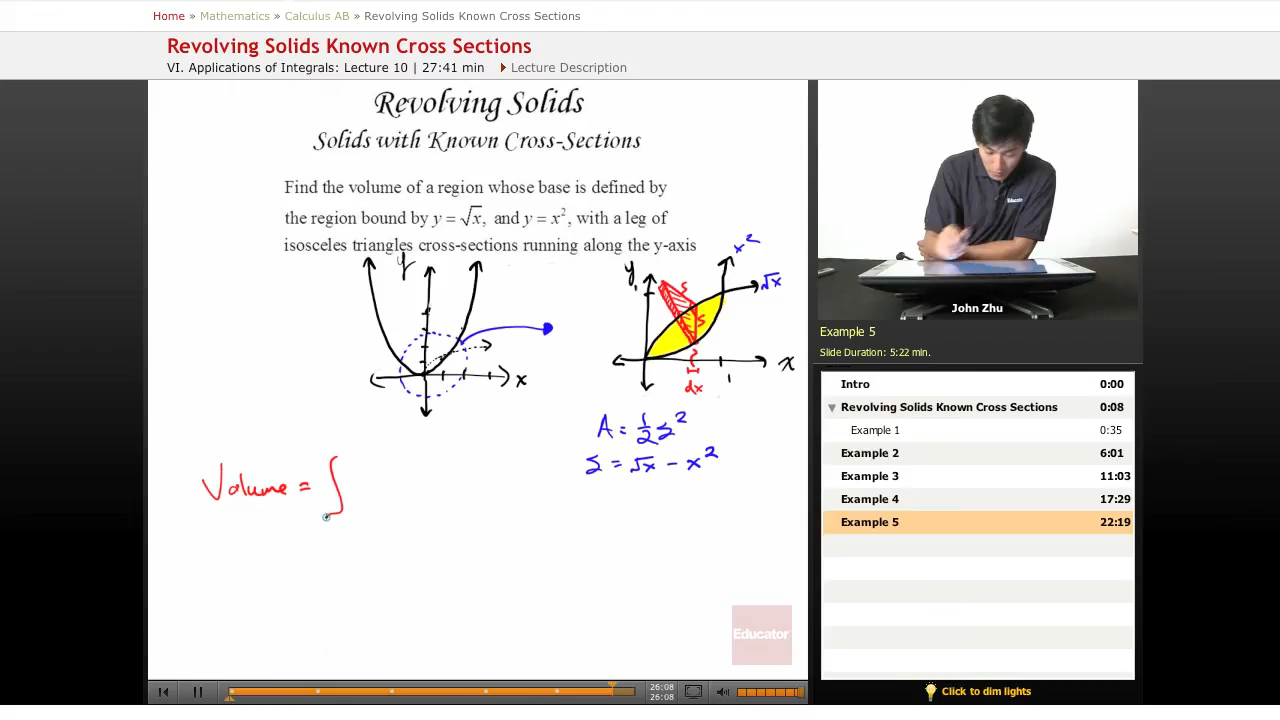 Home » Mathematics » Calculus AB » Revolving Solids Known Cross Sections
Revolving Solids Known Cross Sections
VI. Applications of Integrals: Lecture 10 | 27:41 min
Lecture Description
Revolving Solids
Solids with Known Cross-Sections
Find the volume of a region whose base is defined by
the region bound by y = √x, and y = x², with a leg of
isosceles triangles cross-sections running along the y-axis
y
x
y
1
s
s
x²
√x
x
1
dx
A = ½ s²
s = √x - x²
Volume = ∫
Educator
Educator
John Zhu
Example 5
Slide Duration: 5:22 min.
Intro 0:00
Revolving Solids Known Cross Sections 0:08
Example 1 0:35
Example 2 6:01
Example 3 11:03
Example 4 17:29
Example 5 22:19
26:08
26:08
Click to dim lights